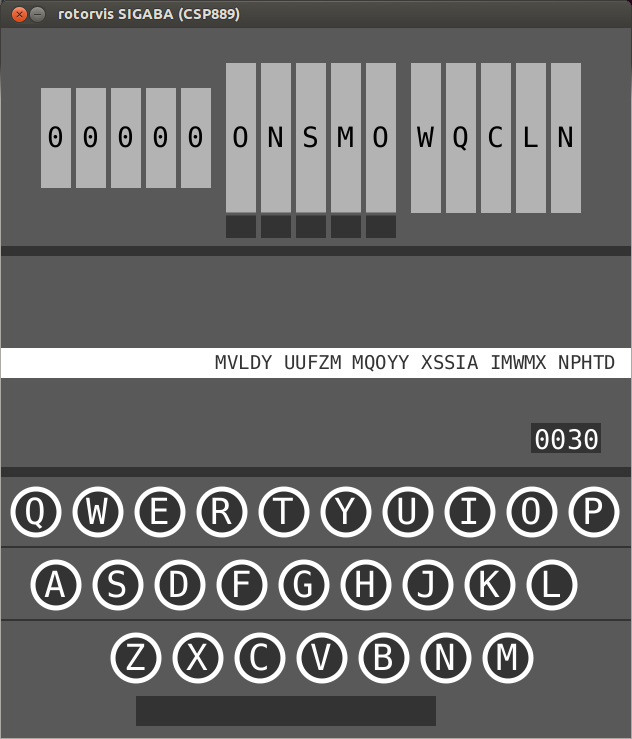 rotorvis SIGABA (CSP889)
0 0 0 0 0 O N S M O W Q C L N
MVLDY UUFZM MQOYY XSSIA IMWMX NPHTD
0030
Q W E R T Y U I O P
A S D F G H J K L
Z X C V B N M